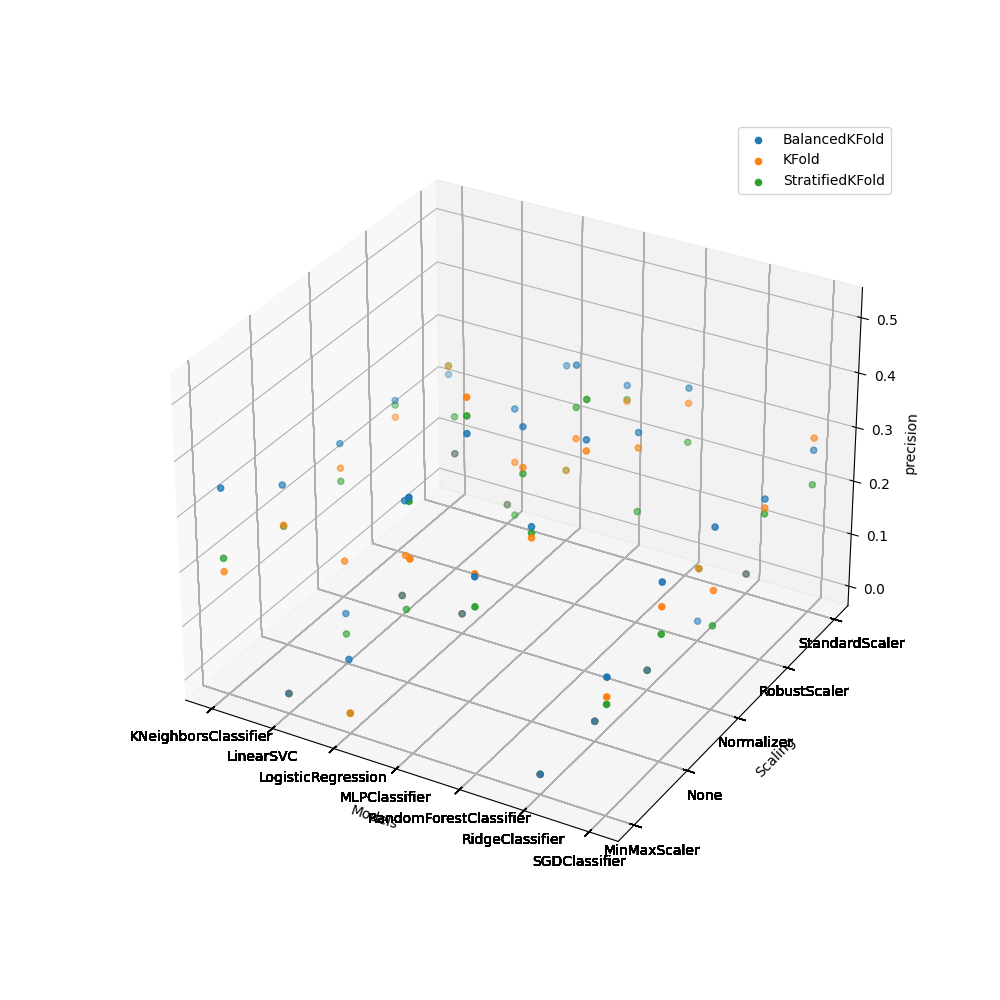 BalancedKFold
KFold
StratifiedKFold
0.5
0.4
0.3
0.2
0.1
0.0
precision
KNeighborsClassifier
LinearSVC
LogisticRegression
MLPClassifier
RandomForestClassifier
RidgeClassifier
SGDClassifier
Models
MinMaxScaler
None
Normalizer
RobustScaler
StandardScaler
Scaling